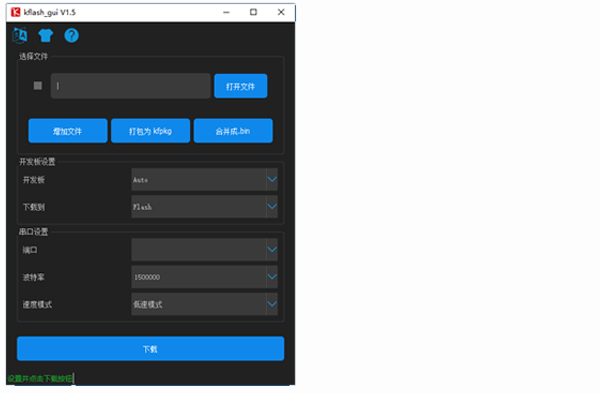 kflash_gui V1.5
选择文件
打开文件
增加文件 打包为 kfpkg 合并成.bin
开发板设置
开发板 Auto
下载到 Flash
串口设置
端口
波特率 1500000
速度模式 低速模式
下载
设置并点击下载按钮